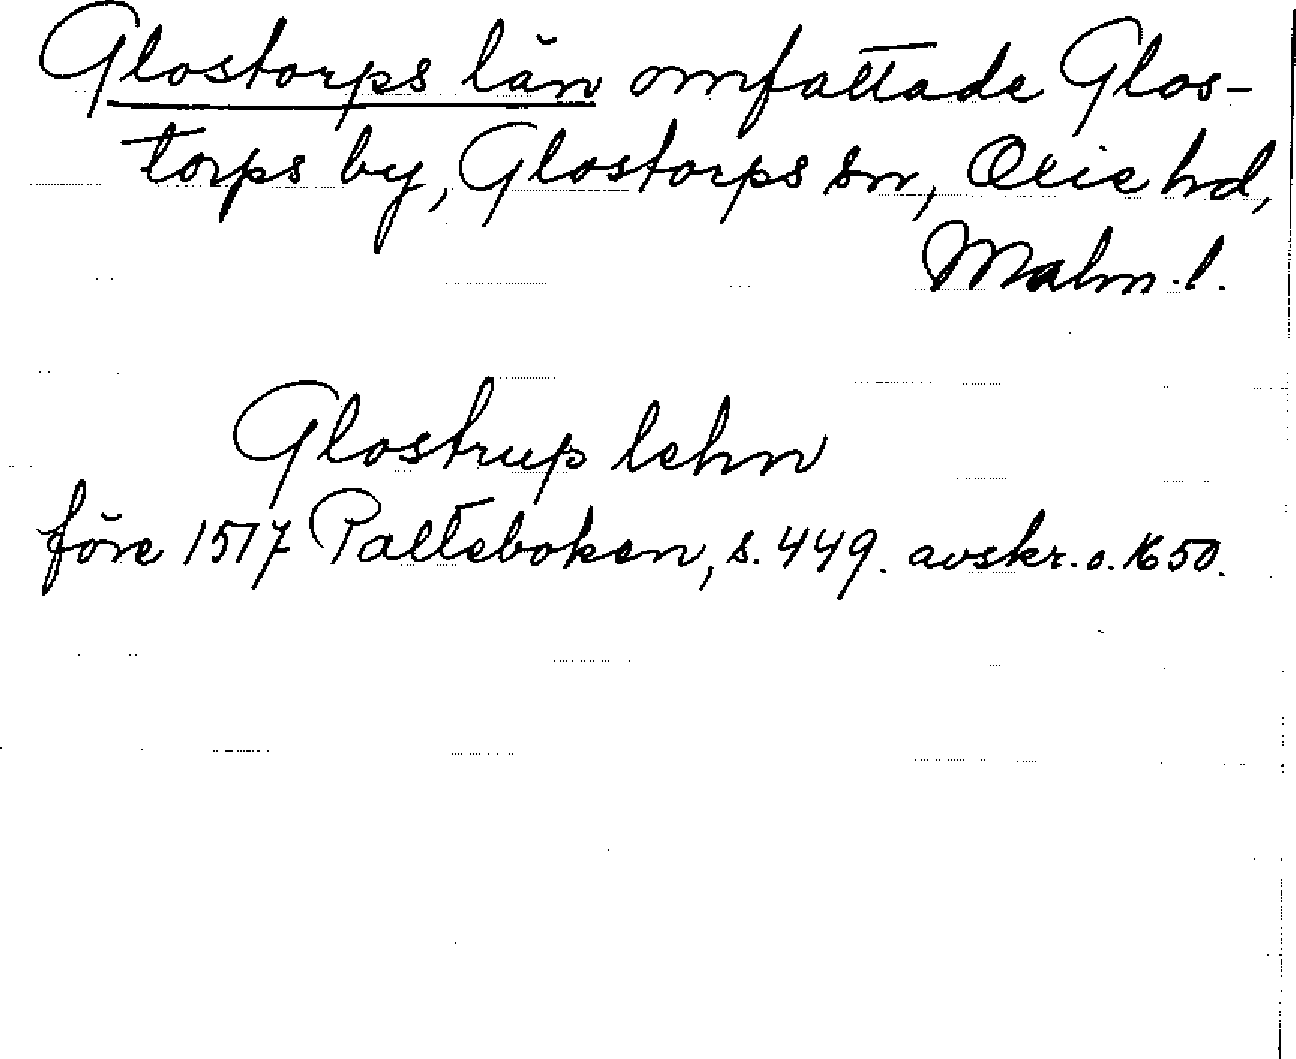 Glostorps län omfattade Glos-
torps by, Glostorps sn, Oxie hd,
Malm. l.
Glostrup lehn
före 1517 Palteboken, s. 449. avskr. o. 1650.